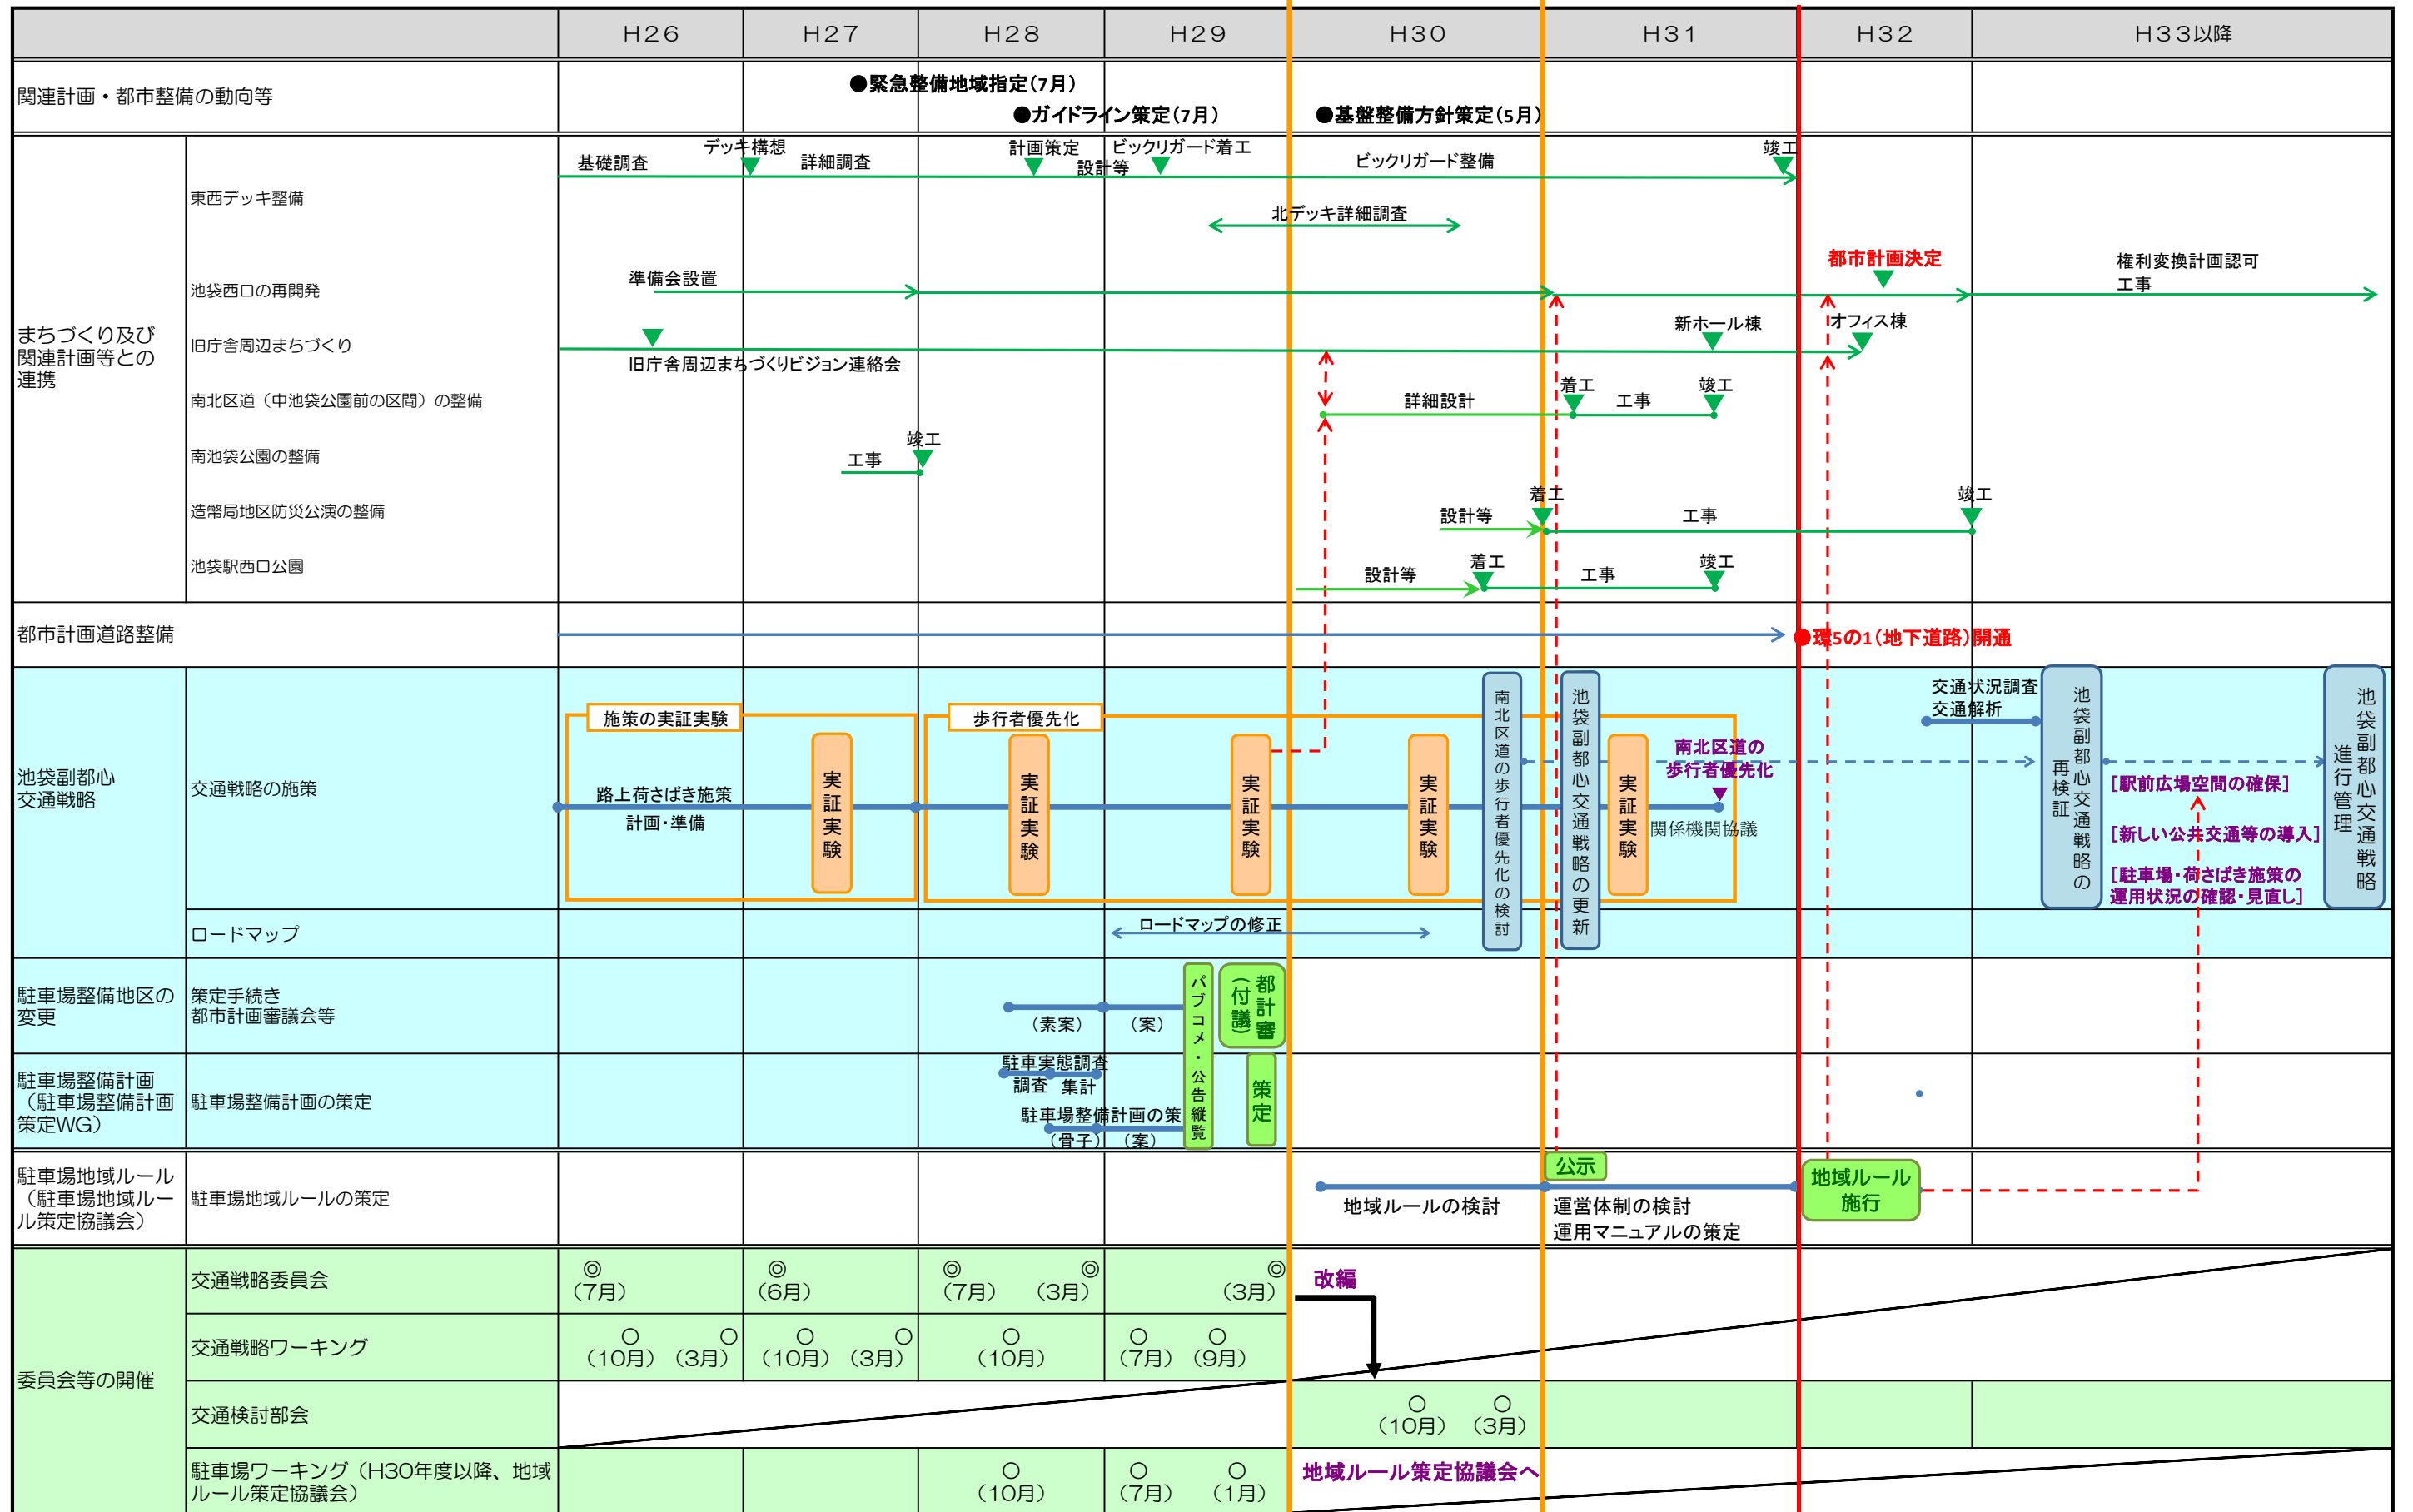 H26 H27 H28 H29 H30 H31 H32 H33以降
関連計画・都市整備の動向等
●緊急整備地域指定(7月)
●ガイドライン策定(7月)
●基盤整備方針策定(5月)
まちづくり及び
関連計画等との
連携
東西デッキ整備
基礎調査
デッキ構想
詳細調査
計画策定
設計等
ビックリガード着工
ビックリガード整備
竣工
北デッキ詳細調査
池袋西口の再開発
準備会設置
都市計画決定
権利変換計画認可
工事
旧庁舎周辺まちづくり
旧庁舎周辺まちづくりビジョン連絡会
新ホール棟
オフィス棟
南北区道（中池袋公園前の区間）の整備
詳細設計
着工
工事
竣工
南池袋公園の整備
工事
竣工
造幣局地区防災公演の整備
設計等
着工
工事
竣工
池袋駅西口公園
設計等
着工
工事
竣工
都市計画道路整備
●環5の1(地下道路)開通
池袋副都心
交通戦略
交通戦略の施策
施策の実証実験
路上荷さばき施策
計画・準備
実証実験
歩行者優先化
実証実験
実証実験
実証実験
南北区道の歩行者優先化の検討
池袋副都心交通戦略の更新
実証実験
南北区道の
歩行者優先化
関係機関協議
交通状況調査
交通解析
池袋副都心交通戦略の
再検証
[駅前広場空間の確保]
[新しい公共交通等の導入]
[駐車場・荷さばき施策の
運用状況の確認・見直し]
池袋副都心交通戦略
進行管理
ロードマップ
ロードマップの修正
駐車場整備地区の
変更
策定手続き
都市計画審議会等
（素案）
（案）
パブコメ・公告縦覧
都計審
（付議）
駐車場整備計画
（駐車場整備計画
策定WG）
駐車場整備計画の策定
駐車実態調査
調査 集計
駐車場整備計画の策
（骨子）
（案）
策定
駐車場地域ルール
（駐車場地域ルー
ル策定協議会）
駐車場地域ルールの策定
地域ルールの検討
公示
運営体制の検討
運用マニュアルの策定
地域ルール
施行
委員会等の開催
交通戦略委員会
◎ ◎ ◎ ◎ ◎
（7月） （6月） （7月） （3月） （3月）
改編
交通戦略ワーキング
○ ○ ○ ○ ○ ○ ○
（10月） （3月） （10月） （3月） （10月） （7月） （9月）
交通検討部会
○ ○
（10月） （3月）
駐車場ワーキング（H30年度以降、地域
ルール策定協議会）
○ ○ ○
（10月） （7月） （1月）
地域ルール策定協議会へ